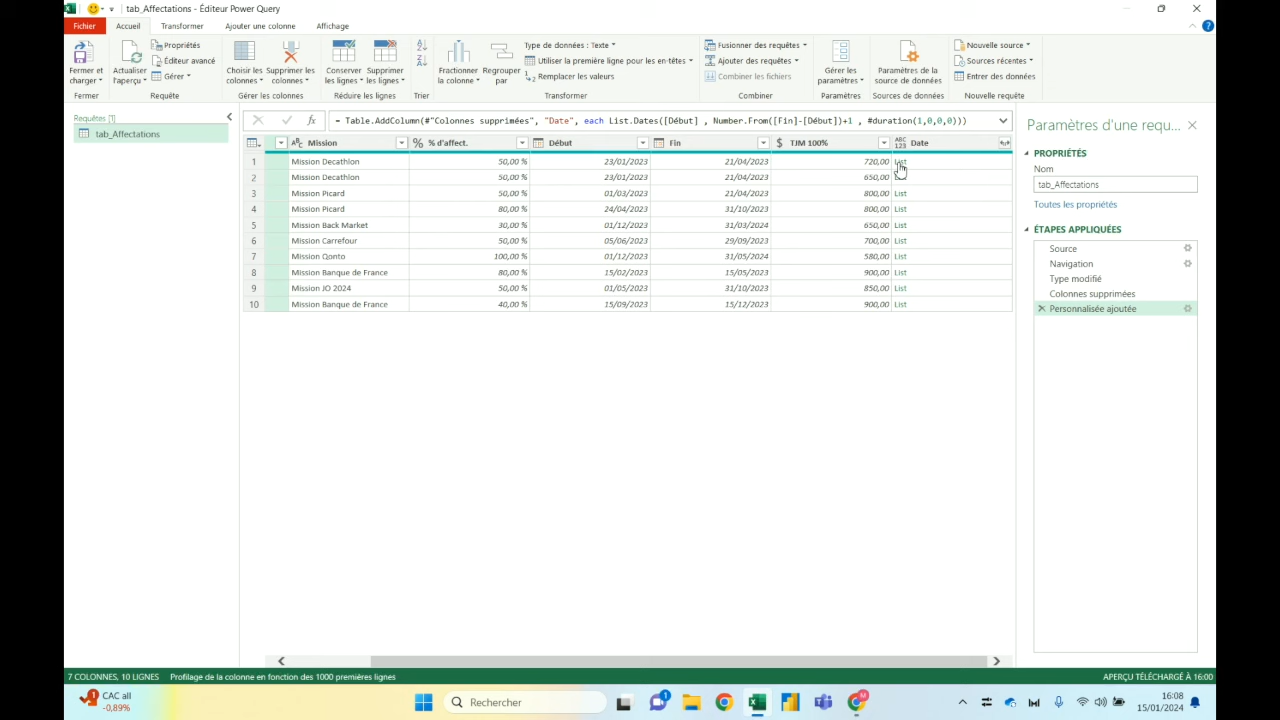 tab_Affectations - Éditeur Power Query
Fichier Accueil Transformer Ajouter une colonne Affichage
Fermer et charger
Fermer
Actualiser l'aperçu
Propriétés
Éditeur avancé
Gérer
Requête
Choisir les colonnes
Supprimer les colonnes
Gérer les colonnes
Conserver les lignes
Supprimer les lignes
Réduire les lignes
Trier
Fractionner la colonne
Regrouper par
Type de données : Texte
Utiliser la première ligne pour les en-têtes
Remplacer les valeurs
Transformer
Fusionner des requêtes
Ajouter des requêtes
Combiner les fichiers
Combiner
Gérer les paramètres
Paramètres
Paramètres de la source de données
Sources de données
Nouvelle source
Sources récentes
Entrer des données
Nouvelle requête
Requêtes [1]
tab_Affectations
fx = Table.AddColumn(#"Colonnes supprimées", "Date", each List.Dates([Début] , Number.From([Fin]-[Début])+1 , #duration(1,0,0,0)))
ABC Mission % % d'affect. Début Fin $ TJM 100% ABC 123 Date
1 Mission Decathlon 50,00 % 23/01/2023 21/04/2023 720,00 List
2 Mission Decathlon 50,00 % 23/01/2023 21/04/2023 650,00
3 Mission Picard 50,00 % 01/03/2023 21/04/2023 800,00 List
4 Mission Picard 80,00 % 24/04/2023 31/10/2023 800,00 List
5 Mission Back Market 30,00 % 01/12/2023 31/03/2024 650,00 List
6 Mission Carrefour 50,00 % 05/06/2023 29/09/2023 700,00 List
7 Mission Qonto 100,00 % 01/12/2023 31/05/2024 580,00 List
8 Mission Banque de France 80,00 % 15/02/2023 15/05/2023 900,00 List
9 Mission JO 2024 50,00 % 01/05/2023 31/10/2023 850,00 List
10 Mission Banque de France 40,00 % 15/09/2023 15/12/2023 900,00 List
Paramètres d'une requ...
PROPRIÉTÉS
Nom
tab_Affectations
Toutes les propriétés
ÉTAPES APPLIQUÉES
Source
Navigation
Type modifié
Colonnes supprimées
Personnalisée ajoutée
7 COLONNES, 10 LIGNES Profilage de la colonne en fonction des 1000 premières lignes APERÇU TÉLÉCHARGÉ À 16:00
1 CAC all
-0,89%
Rechercher
1
M
16:08
15/01/2024